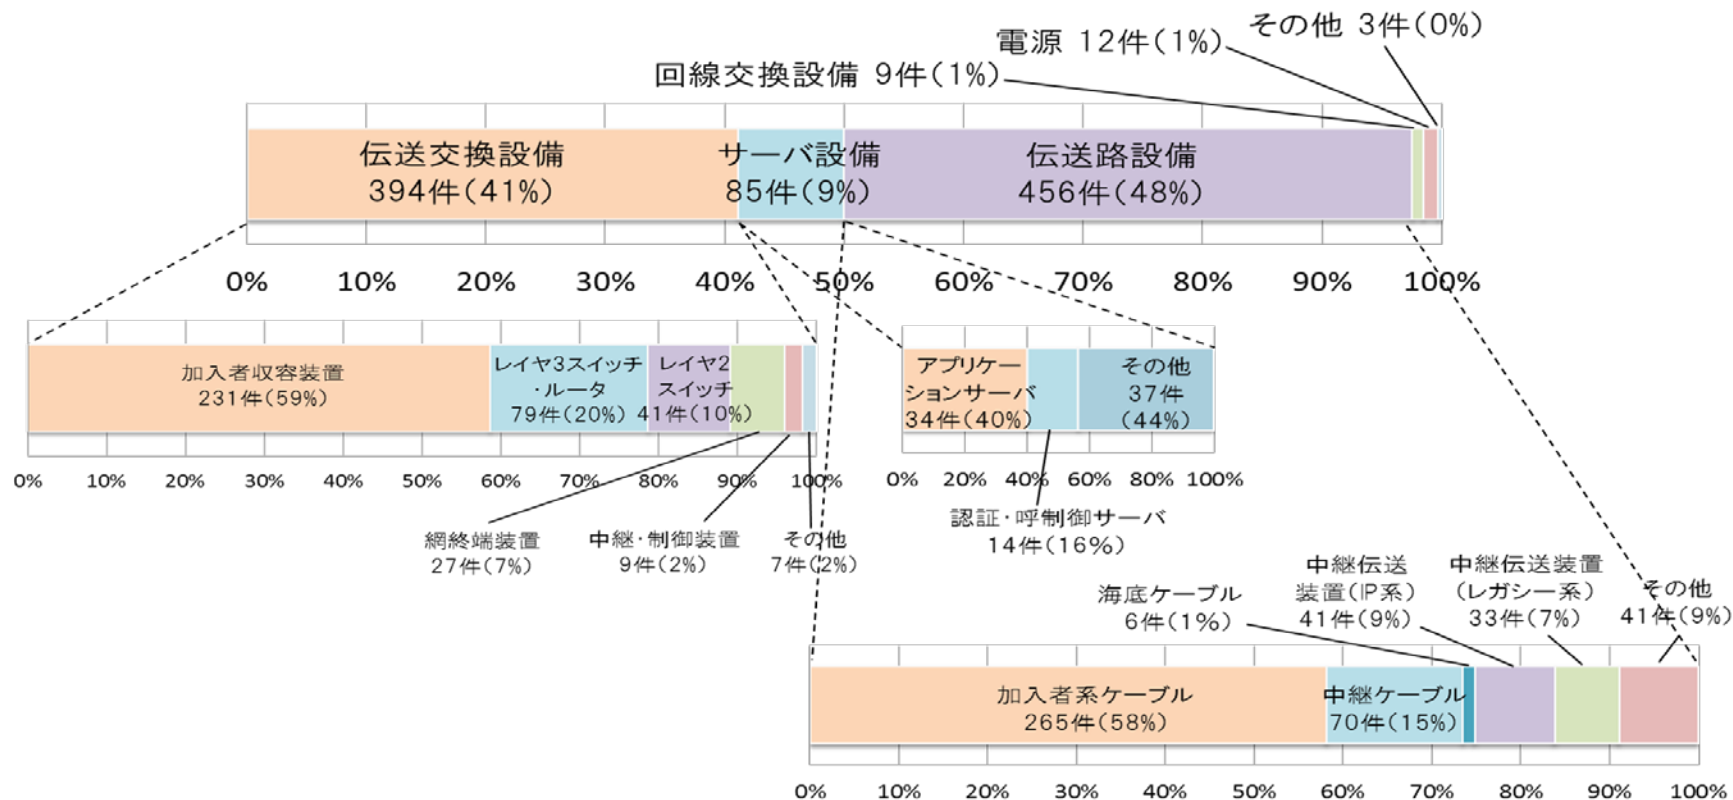 その他 3件(0%)
電源 12件(1%)
回線交換設備 9件(1%)
伝送交換設備
394件(41%)
サーバ設備
85件(9%)
伝送路設備
456件(48%)
0% 10% 20% 30% 40% 50% 60% 70% 80% 90% 100%
加入者収容装置
231件(59%)
レイヤ3スイッチ
・ルータ
79件(20%)
レイヤ2
スイッチ
41件(10%)
0% 10% 20% 30% 40% 50% 60% 70% 80% 90% 100%
網終端装置
27件(7%)
中継・制御装置
9件(2%)
その他
7件(2%)
アプリケー
ションサーバ
34件(40%)
その他
37件
(44%)
0% 20% 40% 60% 80% 100%
認証・呼制御サーバ
14件(16%)
海底ケーブル
6件(1%)
中継伝送
装置(IP系)
41件(9%)
中継伝送装置
(レガシー系)
33件(7%)
その他
41件(9%)
加入者系ケーブル
265件(58%)
中継ケーブル
70件(15%)
0% 10% 20% 30% 40% 50% 60% 70% 80% 90% 100%